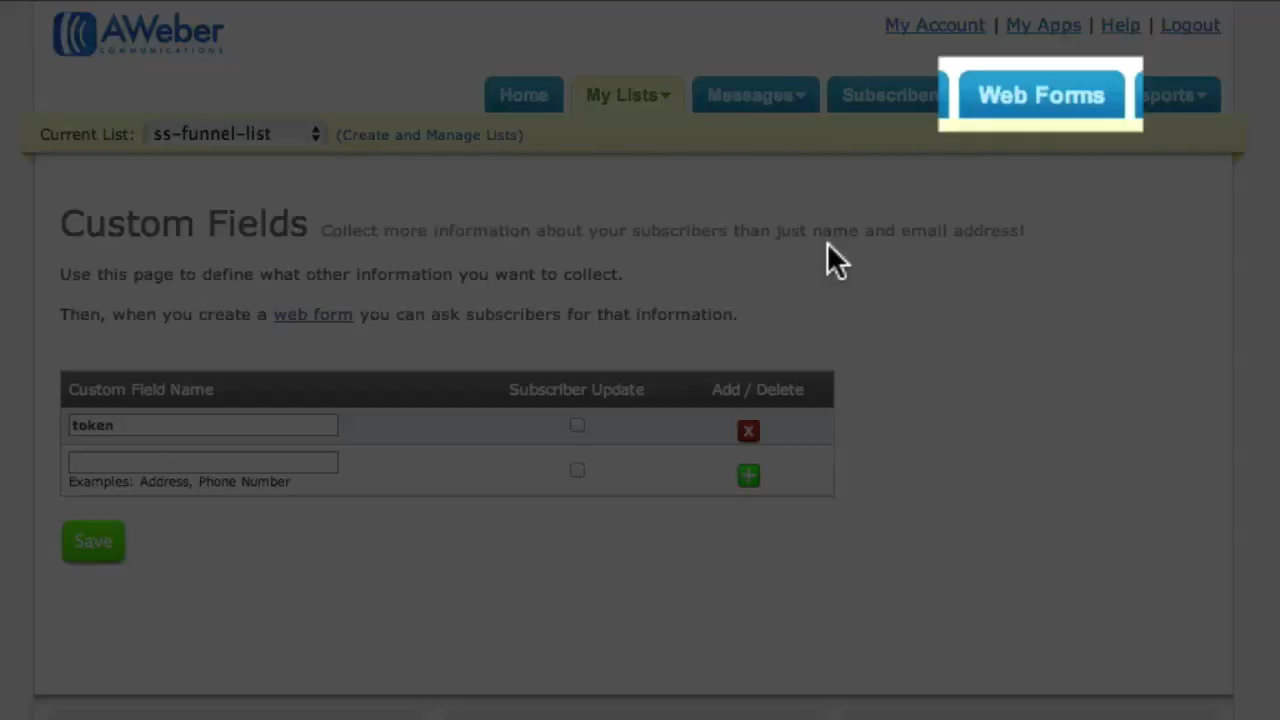 AWeber
COMMUNICATIONS
My Account | My Apps | Help | Logout
Home My Lists Messages Subscriber Web Forms ports
Current List: ss-funnel-list (Create and Manage Lists)
Custom Fields Collect more information about your subscribers than just name and email address!
Use this page to define what other information you want to collect.
Then, when you create a web form you can ask subscribers for that information.
Custom Field Name Subscriber Update Add / Delete
token x
Examples: Address, Phone Number
Save